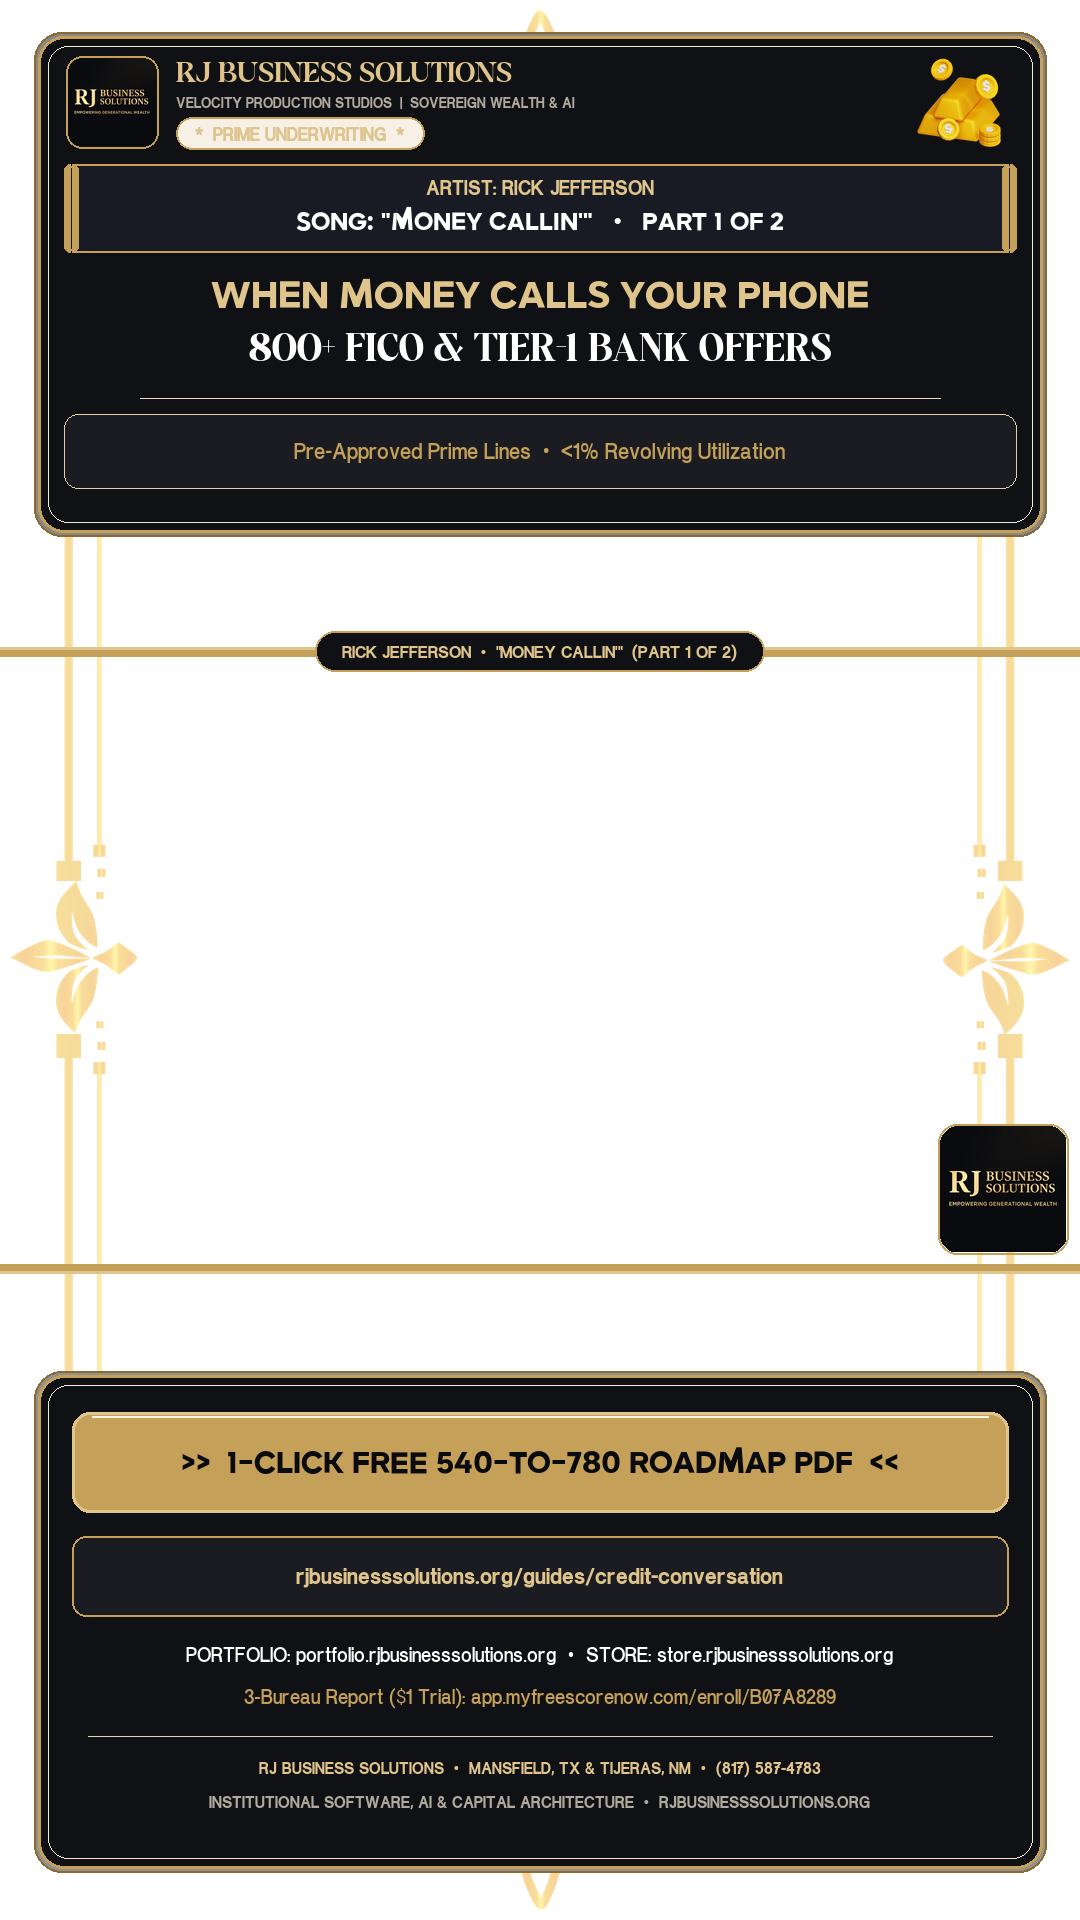 RJ BUSINESS SOLUTIONS
EMPOWERING GENERATIONAL WEALTH
RJ BUSINESS SOLUTIONS
VELOCITY PRODUCTION STUDIOS | SOVEREIGN WEALTH & AI
* PRIME UNDERWRITING *
ARTIST: RICK JEFFERSON
SONG: "MONEY CALLIN'" • PART 1 OF 2
WHEN MONEY CALLS YOUR PHONE
800+ FICO & TIER-1 BANK OFFERS
Pre-Approved Prime Lines • <1% Revolving Utilization
RICK JEFFERSON • "MONEY CALLIN'" (PART 1 OF 2)
RJ BUSINESS SOLUTIONS
EMPOWERING GENERATIONAL WEALTH
>> 1-CLICK FREE 540-TO-780 ROADMAP PDF <<
rjbusinesssolutions.org/guides/credit-conversation
PORTFOLIO: portfolio.rjbusinesssolutions.org • STORE: store.rjbusinesssolutions.org
3-Bureau Report ($1 Trial): app.myfreescorenow.com/enroll/B07A8289
RJ BUSINESS SOLUTIONS • MANSFIELD, TX & TIJERAS, NM • (817) 587-4783
INSTITUTIONAL SOFTWARE, AI & CAPITAL ARCHITECTURE • RJBUSINESSSOLUTIONS.ORG